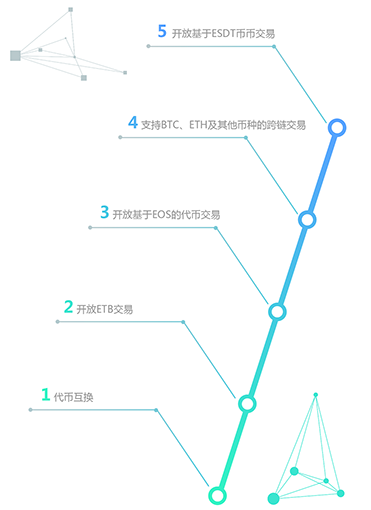 5 开放基于ESDT币币交易
4 支持BTC、ETH及其他币种的跨链交易
3 开放基于EOS的代币交易
2 开放ETB交易
1 代币互换